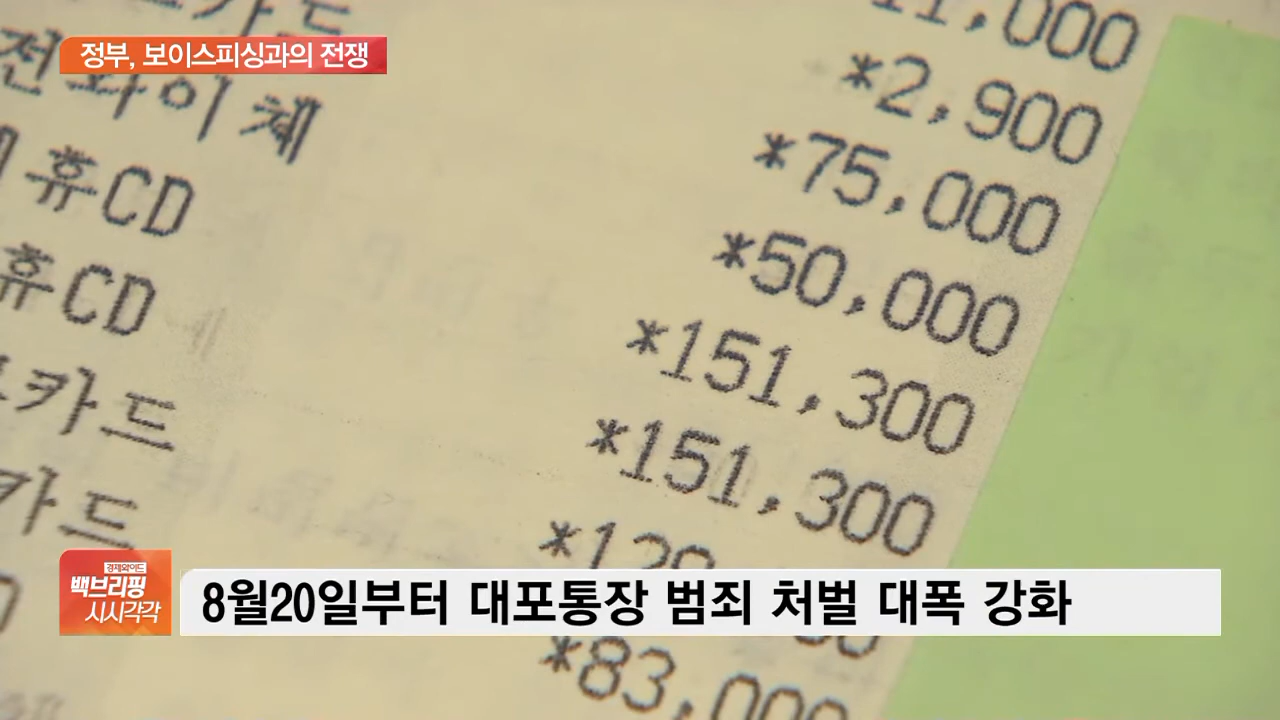 정부, 보이스피싱과의 전쟁
*2,900
전화이체 *75,000
휴CD *50,000
휴CD *151,300
카드 *151,300
카드
*83,000
경제와이드
백브리핑
시시각각
8월20일부터 대포통장 범죄 처벌 대폭 강화